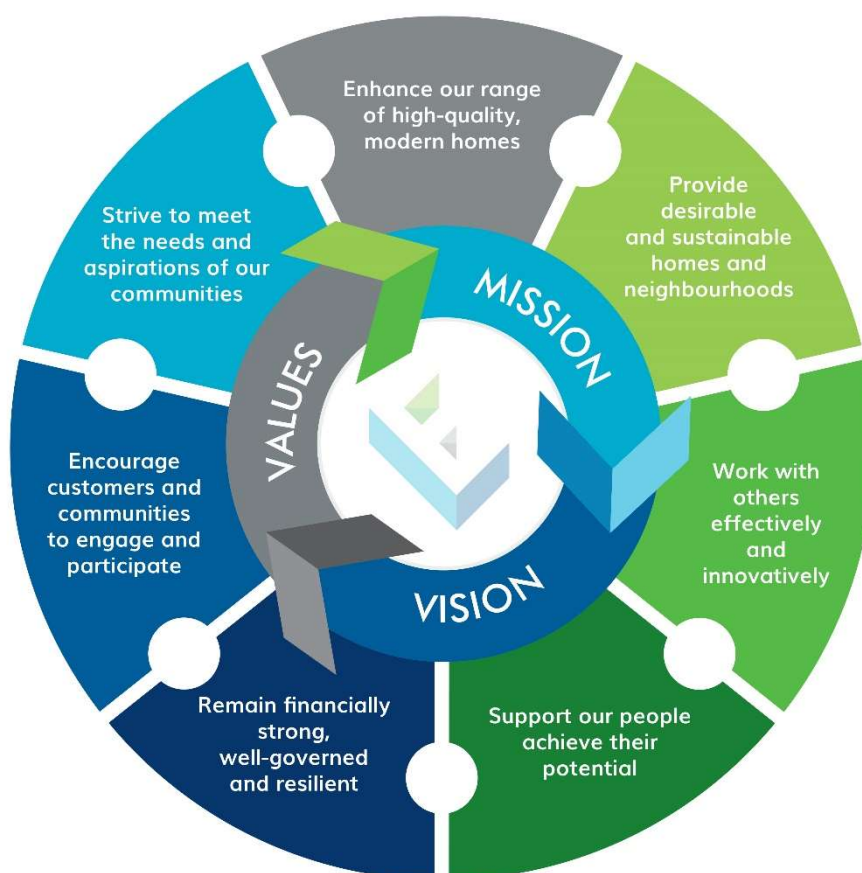 Enhance our range
of high-quality,
modern homes
Provide
desirable
and sustainable
homes and
neighbourhoods
Work with
others
effectively
and
innovatively
Support our people
achieve their
potential
Remain financially
strong,
well-governed
and resilient
Encourage
customers and
communities
to engage and
participate
Strive to meet
the needs and
aspirations of our
communities
MISSION
VISION
VALUES